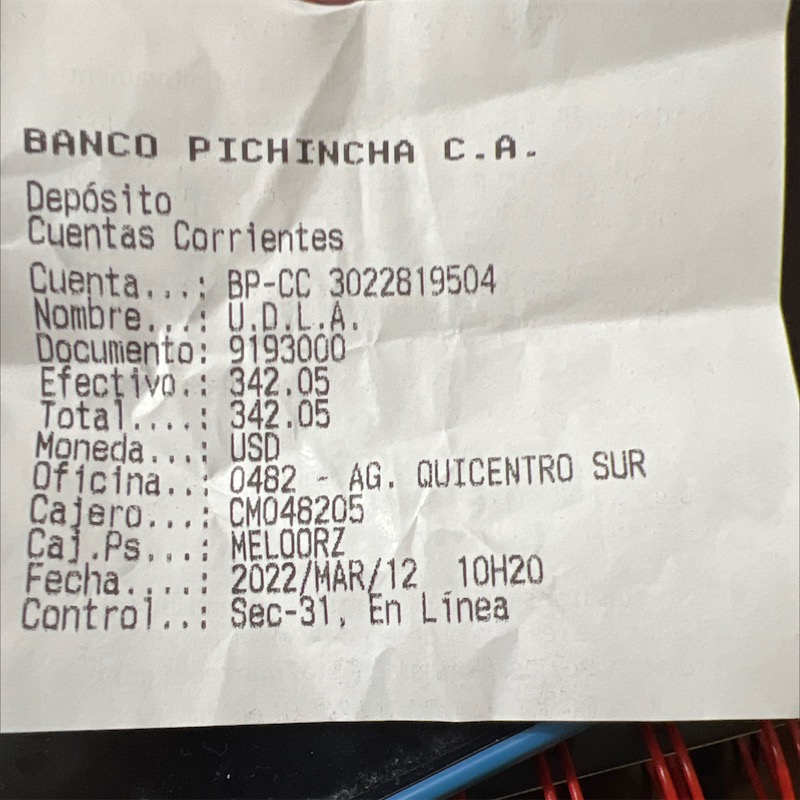 BANCO PICHINCHA C.A.
Depósito
Cuentas Corrientes
Cuenta...: BP-CC 3022819504
Nombre...: U.D.L.A.
Documento: 9193000
Efectivo.: 342.05
Total....: 342.05
Moneda...: USD
Oficina..: 0482 - AG. QUICENTRO SUR
Cajero...: CM048205
Caj.Ps...: MELOORZ
Fecha....: 2022/MAR/12 10H20
Control..: Sec-31, En Línea